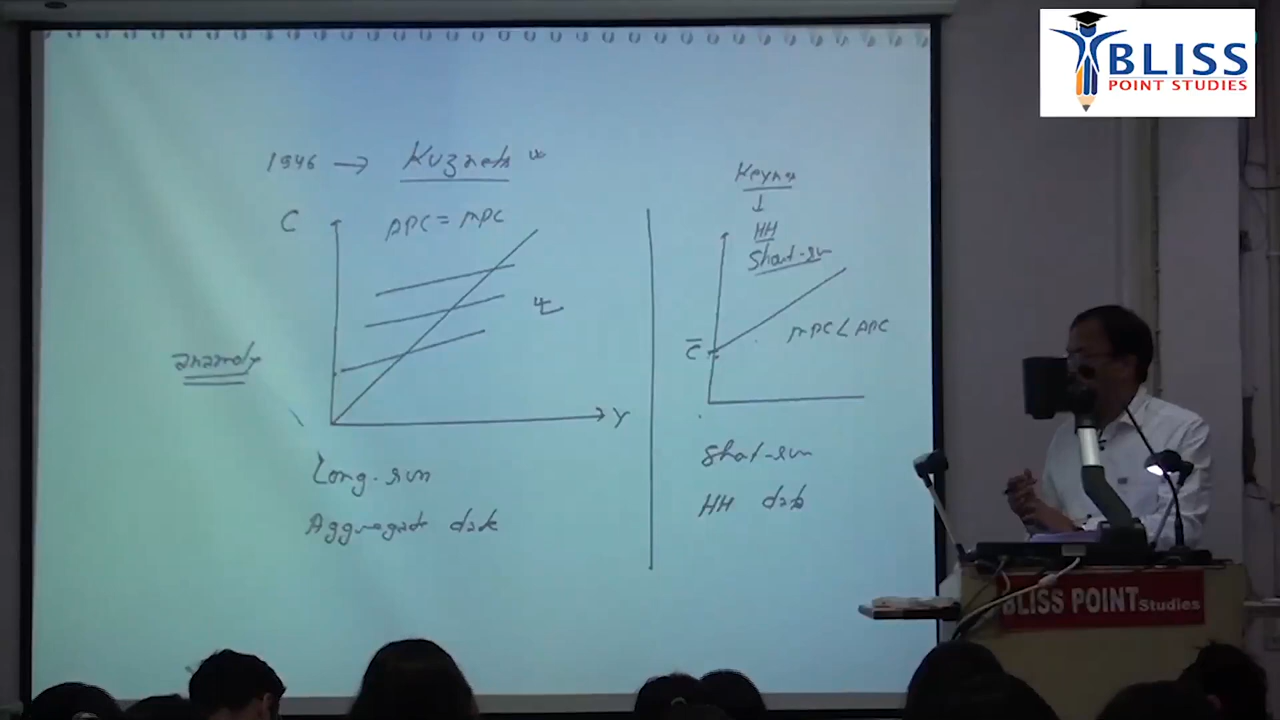 BLISS
POINT STUDIES
1946 → Kuznets
C
APC = MPC
Y
anamoly
Long-run
Aggregate data
Keynes
↓
HH
Short-run
C̅
MPC < APC
Short-run
HH data
BLISS POINT Studies